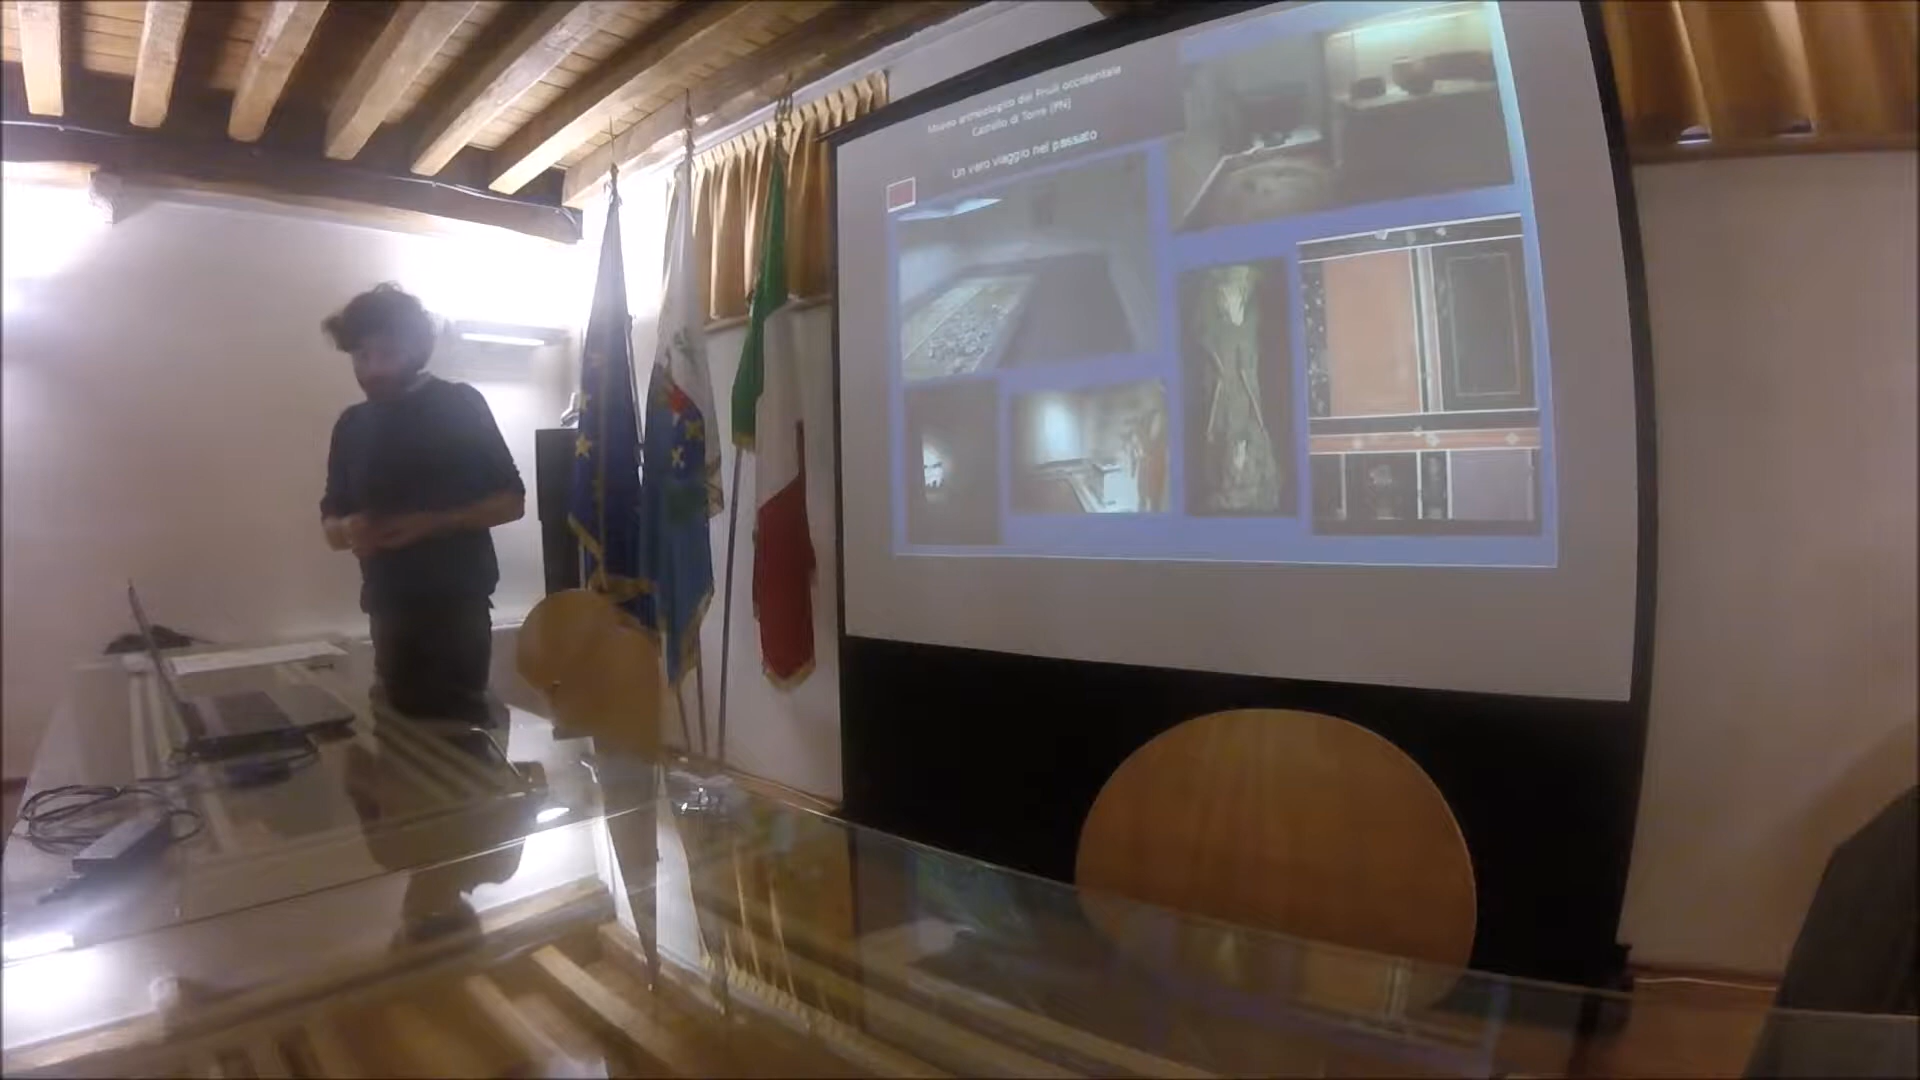 Museo archeologico del Friuli occidentale
Castello di Torre (PN)
Un vero viaggio nel passato